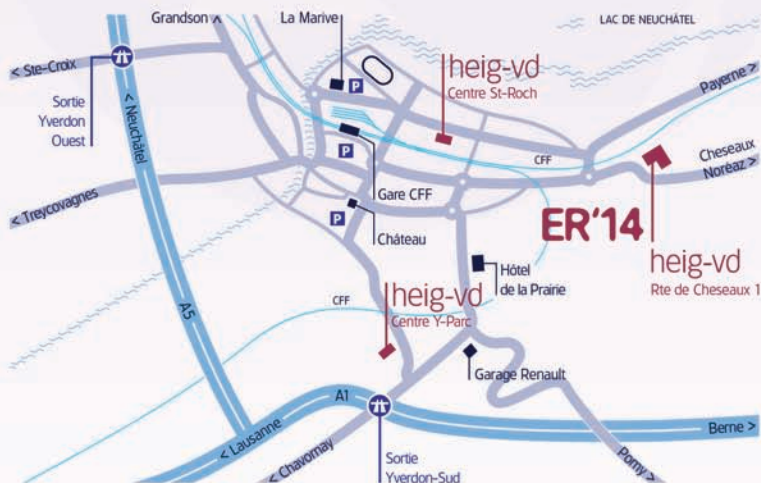 Grandson >
La Marive
LAC DE NEUCHÂTEL
< Ste-Croix
P
heig-vd
Centre St-Roch
Payerne >
Sortie
Yverdon
Ouest
< Neuchâtel
CFF
Cheseaux
Noréaz >
P
Gare CFF
< Treycovagnes
P
Château
ER'14
heig-vd
Rte de Cheseaux 1
Hôtel
de la Prairie
CFF
heig-vd
Centre Y-Parc
A5
Garage Renault
A1
< Lausanne
Berne >
< Chavornay
Pomy >
Sortie
Yverdon-Sud